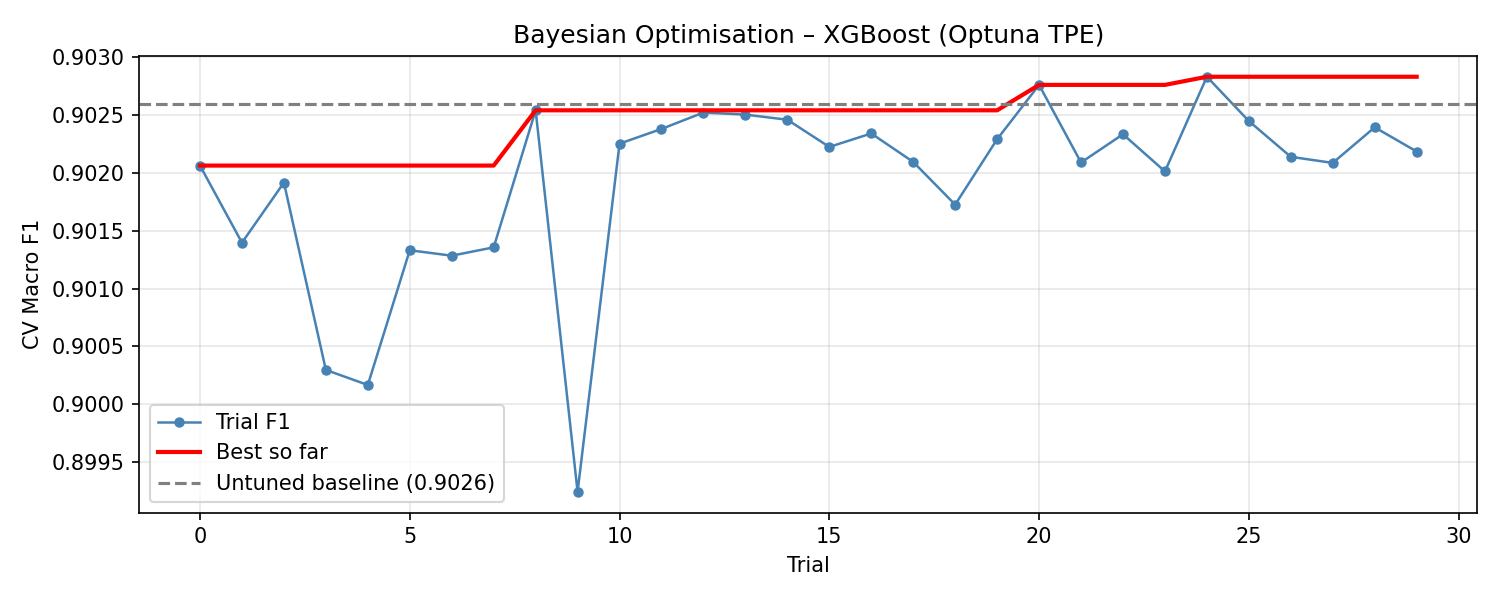 Bayesian Optimisation – XGBoost (Optuna TPE)
CV Macro F1
0.9030
0.9025
0.9020
0.9015
0.9010
0.9005
0.9000
0.8995
Trial F1
Best so far
Untuned baseline (0.9026)
0 5 10 15 20 25 30
Trial